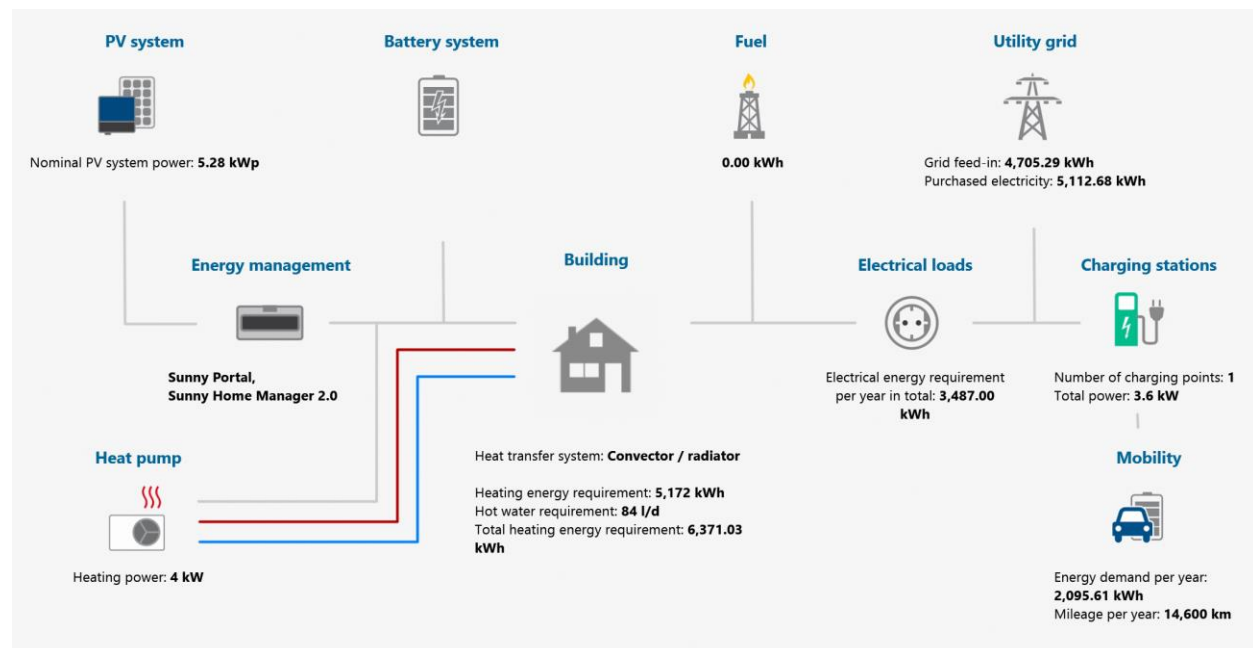 PV system
Battery system
Fuel
Utility grid
Nominal PV system power: 5.28 kWp
0.00 kWh
Grid feed-in: 4,705.29 kWh
Purchased electricity: 5,112.68 kWh
Energy management
Building
Electrical loads
Charging stations
Sunny Portal,
Sunny Home Manager 2.0
Electrical energy requirement
per year in total: 3,487.00
kWh
Number of charging points: 1
Total power: 3.6 kW
Heat pump
Heating power: 4 kW
Heat transfer system: Convector / radiator
Heating energy requirement: 5,172 kWh
Hot water requirement: 84 l/d
Total heating energy requirement: 6,371.03
kWh
Mobility
Energy demand per year:
2,095.61 kWh
Mileage per year: 14,600 km